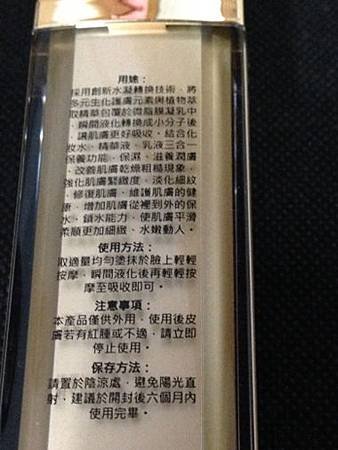 用途：
採用創新水凝轉換技術，將
多元生化護膚元素與植物萃
取精華包覆於微脂膜凝乳中
，瞬間液化轉換成小分子後
，讓肌膚更好吸收。結合化
妝水、精華液、乳液三合一
保養功能。保濕、滋養潤膚
、改善肌膚乾燥粗糙現象，
強化肌膚緊緻度、淡化細紋
、修復肌膚、維護肌膚的健
康，增加肌膚從裡到外的保
水、鎖水能力、使肌膚平滑
柔順更加細緻、水嫩動人。
使用方法：
取適量均勻塗抹於臉上輕輕
按摩，瞬間液化後再輕輕按
摩至吸收即可。
注意事項：
本產品僅供外用，使用後皮
膚若有紅腫或不適，請立即
停止使用。
保存方法：
請置於陰涼處，避免陽光直
射，建議於開封後六個月內
使用完畢。